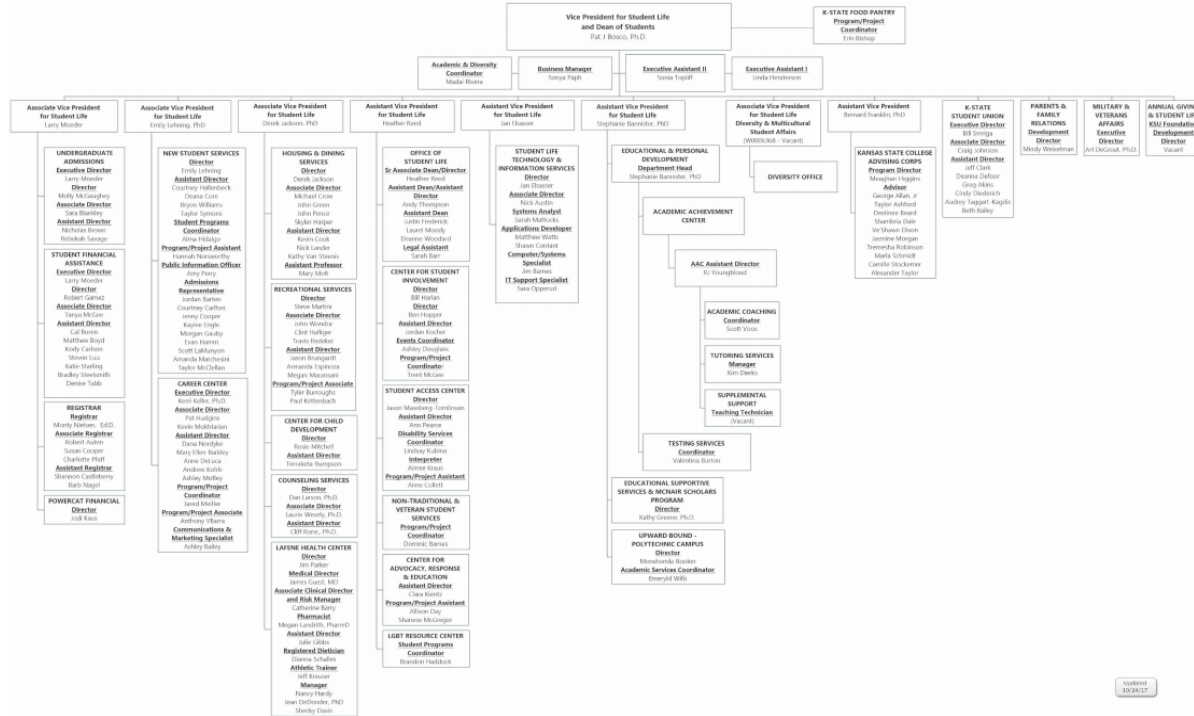 Vice President for Student Life
and Dean of Students
Pat J Bosco, Ph.D.
K-STATE FOOD PANTRY
Program/Project
Coordinator
Erin Bishop
Academic & Diversity
Coordinator
Madai Rivera
Business Manager
Sonya Paph
Executive Assistant II
Sonia Topliff
Executive Assistant I
Linda Henderson
Associate Vice President
for Student Life
Larry Moeder
UNDERGRADUATE
ADMISSIONS
Executive Director
Larry Moeder
Director
Molly McGaughey
Associate Director
Sara Blansley
Assistant Director
Nicholas Brown
Rebekah Savage
STUDENT FINANCIAL
ASSISTANCE
Executive Director
Larry Moeder
Director
Robert Gamez
Associate Director
Tanya McGee
Assistant Director
Cal Buren
Matthew Boyd
Kody Carlson
Steven Luu
Katie Starling
Bradley Steelsmith
Denise Tabb
REGISTRAR
Registrar
Monty Nielsen, Ed.D.
Associate Registrar
Robert Auten
Susan Cooper
Charlotte Pfaff
Assistant Registrar
Shannon Castleberry
Barb Nagel
POWERCAT FINANCIAL
Director
Jodi Kaus
Associate Vice President
for Student Life
Emily Lehning, PhD
NEW STUDENT SERVICES
Director
Emily Lehning
Assistant Director
Courtney Hallenbeck
Deana Core
Bryon Williams
Taylor Symons
Student Programs
Coordinator
Alma Hidalgo
Program/Project Assistant
Hannah Norsworthy
Public Information Officer
Amy Perry
Admissions
Representative
Jordan Barten
Courtney Carlton
Jenny Cooper
Kaylee Engle
Morgan Gauby
Evan Hamm
Scott LaMunyon
Amanda Marchesini
Taylor McClellan
CAREER CENTER
Executive Director
Kerri Keller, Ph.D.
Associate Director
Pat Hudgins
Kevin Mokhtarian
Assistant Director
Dana Nordyke
Mary Ellen Barkley
Anne DeLuca
Andrew Kohls
Ashley Motley
Program/Project
Coordinator
Jared Meitler
Program/Project Associate
Anthony Yllarna
Communications &
Marketing Specialist
Ashley Bailey
Associate Vice President
for Student Life
Derek Jackson, PhD
HOUSING & DINING
SERVICES
Director
Derek Jackson
Associate Director
Michael Crow
John Green
John Pence
Skyler Harper
Assistant Director
Kevin Cook
Nick Lander
Kathy Van Steenis
Assistant Professor
Mary Molt
RECREATIONAL SERVICES
Director
Steve Martini
Associate Director
John Wondra
Clint Hafliger
Travis Redeker
Assistant Director
Jason Brungardt
Amanda Espinoza
Megan Maransani
Program/Project Associate
Tyler Burroughs
Paul Kettenbach
CENTER FOR CHILD
DEVELOPMENT
Director
Rosie Mitchell
Assistant Director
Terraketa Rumpson
COUNSELING SERVICES
Director
Dan Larson, Ph.D.
Associate Director
Laurie Wesely, Ph.D.
Assistant Director
Cliff Rone, Ph.D.
LAFENE HEALTH CENTER
Director
Jim Parker
Medical Director
James Guest, MD
Associate Clinical Director
and Risk Manager
Catherine Barry
Pharmacist
Megan Landrith, PharmD
Assistant Director
Julie Gibbs
Registered Dietician
Dianna Schalles
Athletic Trainer
Jeff Kreuser
Manager
Nancy Hardy
Jean DeDonder, PhD
Shecky Davis
Assistant Vice President
for Student Life
Heather Reed
OFFICE OF
STUDENT LIFE
Sr Associate Dean/Director
Heather Reed
Assistant Dean/Assistant
Director
Andy Thompson
Assistant Dean
Justin Frederick
Laurel Moody
Deanne Woodard
Legal Assistant
Sarah Barr
CENTER FOR STUDENT
INVOLVEMENT
Director
Bill Harlan
Director
Ben Hopper
Assistant Director
Jordan Kocher
Events Coordinator
Ashley Douglass
Program/Project
Coordinator
Trent McGee
STUDENT ACCESS CENTER
Director
Jason Maseberg-Tomlinson
Assistant Director
Ann Pearce
Disability Services
Coordinator
Lindsay Kubina
Interpreter
Aimee Kraus
Program/Project Assistant
Anne Collett
NON-TRADITIONAL &
VETERAN STUDENT
SERVICES
Program/Project
Coordinator
Dominic Barnes
CENTER FOR
ADVOCACY, RESPONSE
& EDUCATION
Assistant Director
Clara Kientz
Program/Project Assistant
Allison Day
Shanese McGregor
LGBT RESOURCE CENTER
Student Programs
Coordinator
Brandon Haddock
Assistant Vice President
for Student Life
Jan Elsasser
STUDENT LIFE
TECHNOLOGY &
INFORMATION SERVICES
Director
Jan Elsasser
Associate Director
Nick Austin
Systems Analyst
Sarah Mattocks
Applications Developer
Matthew Watts
Shawn Contant
Computer/Systems
Specialist
Jim Barnes
IT Support Specialist
Sara Opperud
Assistant Vice President
for Student Life
Stephanie Bannister, PhD
EDUCATIONAL & PERSONAL
DEVELOPMENT
Department Head
Stephanie Bannister, PhD
ACADEMIC ACHIEVEMENT
CENTER
AAC Assistant Director
RJ Youngblood
ACADEMIC COACHING
Coordinator
Scott Voos
TUTORING SERVICES
Manager
Kim Dierks
SUPPLEMENTAL
SUPPORT
Teaching Technician
(Vacant)
TESTING SERVICES
Coordinator
Valentina Burton
EDUCATIONAL SUPPORTIVE
SERVICES & MCNAIR SCHOLARS
PROGRAM
Director
Kathy Greene, Ph.D.
UPWARD BOUND -
POLYTECHNIC CAMPUS
Director
Monshonda Booker
Academic Services Coordinator
Emeryld Wills
Associate Vice President
for Student Life
Diversity & Multicultural
Student Affairs
(W0006368 - Vacant)
DIVERSITY OFFICE
Assistant Vice President
for Student Life
Bernard Franklin, PhD
KANSAS STATE COLLEGE
ADVISING CORPS
Program Director
Meaghan Higgins
Advisor
George Allan, Jr
Taylor Ashford
Destinee Beard
Shambria Dale
Ve'Shawn Dixon
Jasmine Morgan
Tremesha Robinson
Marla Schmidt
Camille Stockemer
Alexander Taylor
K-STATE
STUDENT UNION
Executive Director
Bill Smriga
Associate Director
Craig Johnson
Assistant Director
Jeff Clark
Deanna Defoor
Greg Akins
Cindy Diederich
Audrey Taggart-Kagdis
Beth Bailey
PARENTS &
FAMILY
RELATIONS
Development
Director
Mindy Weixelman
MILITARY &
VETERANS
AFFAIRS
Executive
Director
Art DeGroat, Ph.D.
ANNUAL GIVIN
& STUDENT LIF
KSU Foundation
Development
Director
Vacant
Updated
10/24/17